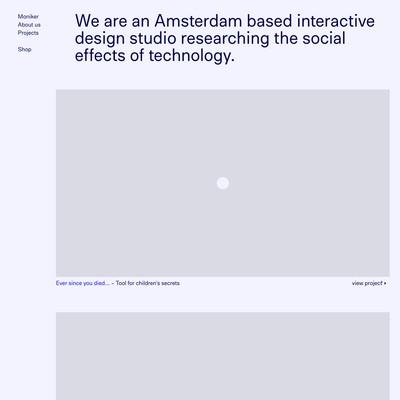 Moniker
About us
Projects
Shop
We are an Amsterdam based interactive
design studio researching the social
effects of technology.
Ever since you died... – Tool for children's secrets
view project